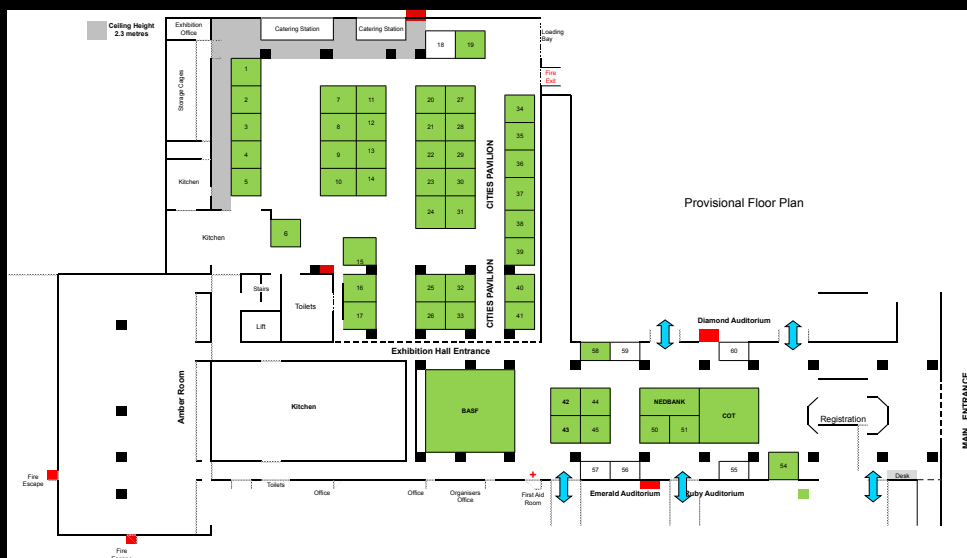 Ceiling Height
2.3 metres
Exhibition
Office
Catering Station
Catering Station
Loading
Bay
Fire
Exit
18
19
Storage Cages
1
2
3
4
5
7
11
8
12
9
13
10
14
20
27
21
28
22
29
23
30
24
31
CITIES PAVILION
34
35
36
37
38
39
Provisional Floor Plan
Kitchen
Kitchen
6
15
Stairs
Toilets
Lift
16
17
25
32
26
33
CITIES PAVILION
40
41
Exhibition Hall Entrance
Diamond Auditorium
58
59
60
Amber Room
Kitchen
BASF
42
44
43
45
NEDBANK
50
51
COT
Registration
MAIN ENTRANCE
57
56
55
54
Desk
Fire
Escape
Toilets
Office
Office
Organisers
Office
First Aid
Room
Emerald Auditorium
Ruby Auditorium
Fire
Escape